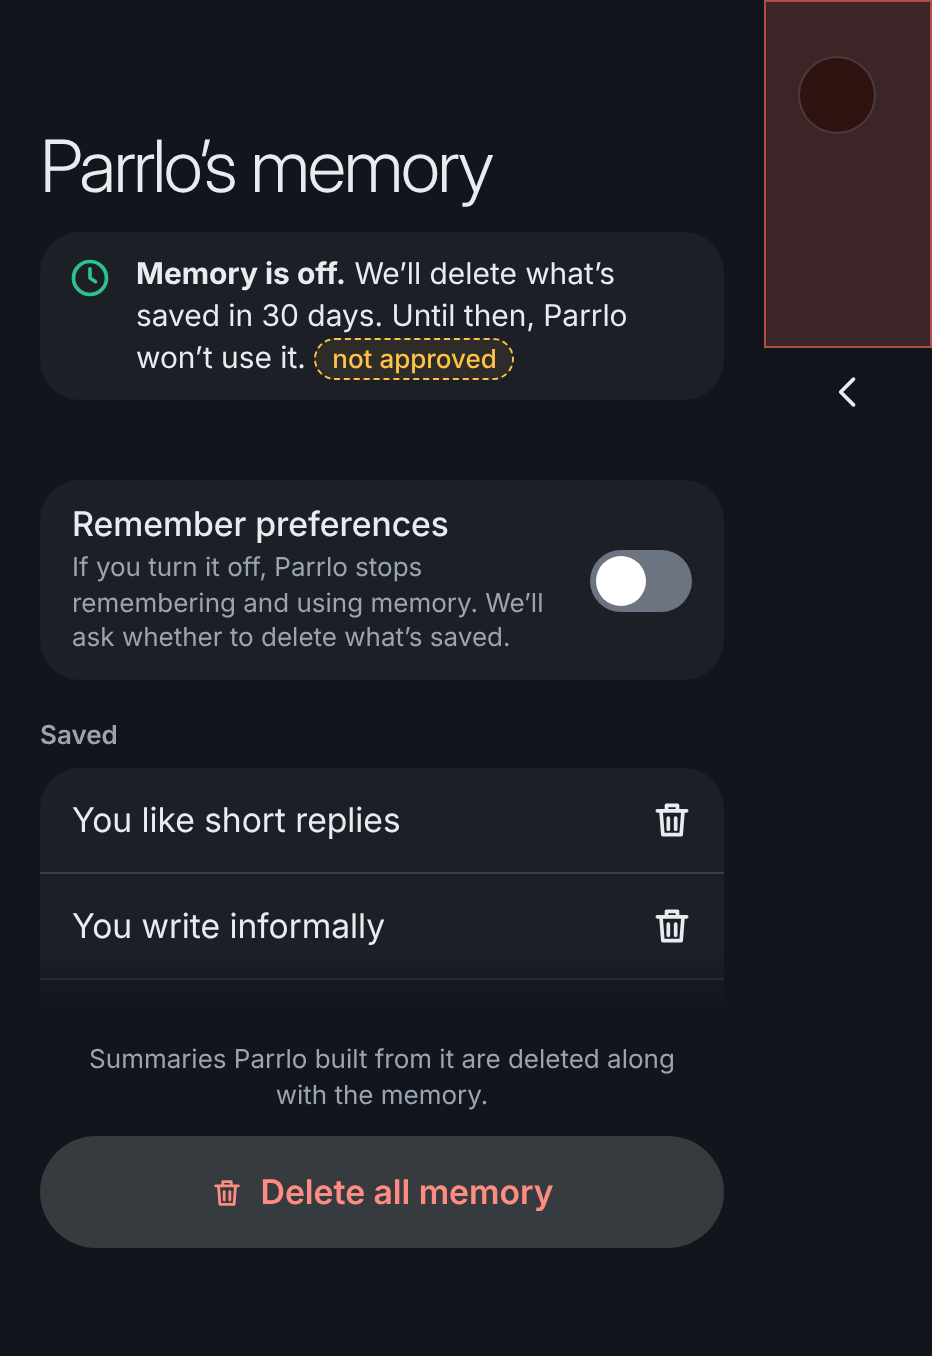 Parrlo’s memory
Memory is off. We’ll delete what’s
saved in 30 days. Until then, Parrlo
won’t use it. not approved
Remember preferences
If you turn it off, Parrlo stops
remembering and using memory. We’ll
ask whether to delete what’s saved.
Saved
You like short replies
You write informally
Summaries Parrlo built from it are deleted along
with the memory.
Delete all memory